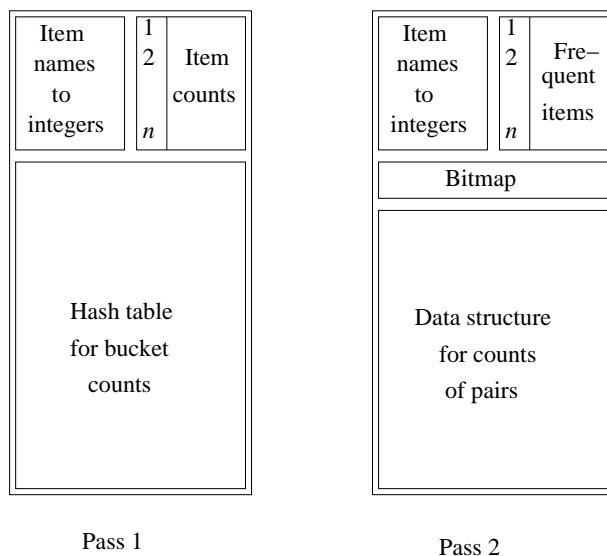 Item
names
to
integers
1
2
n
Item
counts
Hash table
for bucket
counts
Pass 1
Item
names
to
integers
1
2
n
Fre–
quent
items
Bitmap
Data structure
for counts
of pairs
Pass 2